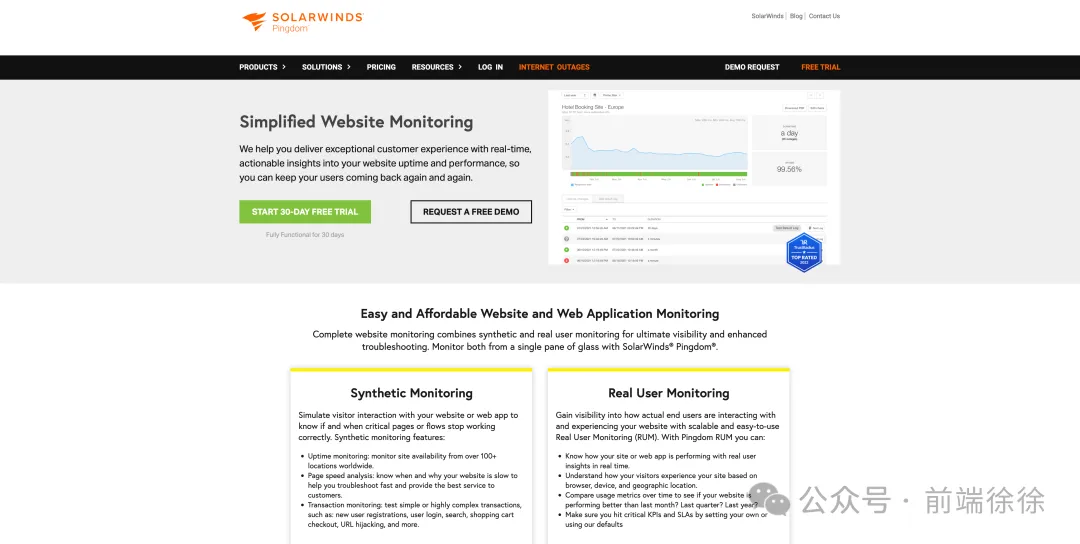 SOLARWINDS
Pingdom
SolarWinds | Blog | Contact Us
PRODUCTS
SOLUTIONS
PRICING
RESOURCES
LOG IN
INTERNET OUTAGES
DEMO REQUEST
FREE TRIAL
Simplified Website Monitoring
We help you deliver exceptional customer experience with real-time,
actionable insights into your website uptime and performance, so
you can keep your users coming back again and again.
START 30-DAY FREE TRIAL
REQUEST A FREE DEMO
Fully Functional for 30 days
Hotel Booking Site - Europe
a day
99.56%
TrustRadius
TOP RATED
2022
Easy and Affordable Website and Web Application Monitoring
Complete website monitoring combines synthetic and real user monitoring for ultimate visibility and enhanced
troubleshooting. Monitor both from a single pane of glass with SolarWinds® Pingdom®.
Synthetic Monitoring
Simulate visitor interaction with your website or web app to
know if and when critical pages or flows stop working
correctly. Synthetic monitoring features:
• Uptime monitoring: monitor site availability from over 100+
locations worldwide.
• Page speed analysis: know when and why your website is slow to
help you troubleshoot fast and provide the best service to
customers.
• Transaction monitoring: test simple or highly complex transactions,
such as: new user registrations, user login, search, shopping cart
checkout, URL hijacking, and more.
Real User Monitoring
Gain visibility into how actual end users are interacting with
and experiencing your website with scalable and easy-to-use
Real User Monitoring (RUM). With Pingdom RUM you can:
• Know how your site or web app is performing with real user
insights in real time.
• Understand how your visitors experience your site based on
browser, device, and geographic location.
• Compare usage metrics over time to see if your website is
performing better than last month? Last quarter? Last year?
• Make sure you hit critical KPIs and SLAs by setting your own or
using our defaults
公众号 · 前端徐徐